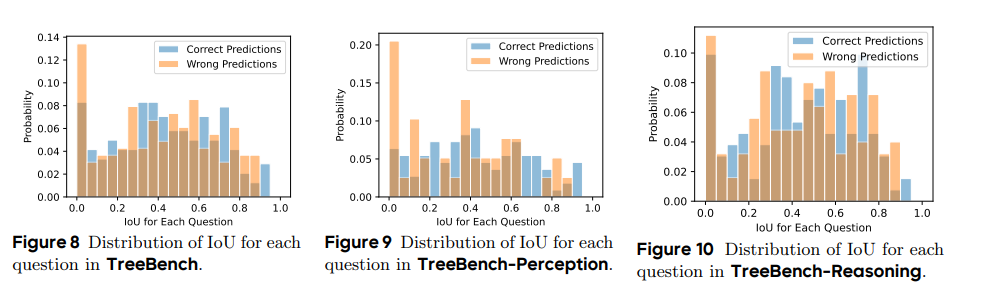 0.14
0.12
0.10
0.08
0.06
0.04
0.02
0.00
Probability
Correct Predictions
Wrong Predictions
0.0 0.2 0.4 0.6 0.8 1.0
IoU for Each Question
Figure 8 Distribution of IoU for each
question in TreeBench.
0.20
0.15
0.10
0.05
0.00
Probability
Correct Predictions
Wrong Predictions
0.0 0.2 0.4 0.6 0.8 1.0
IoU for Each Question
Figure 9 Distribution of IoU for each
question in TreeBench-Perception.
0.10
0.08
0.06
0.04
0.02
0.00
Probability
Correct Predictions
Wrong Predictions
0.0 0.2 0.4 0.6 0.8 1.0
IoU for Each Question
Figure 10 Distribution of IoU for each
question in TreeBench-Reasoning.